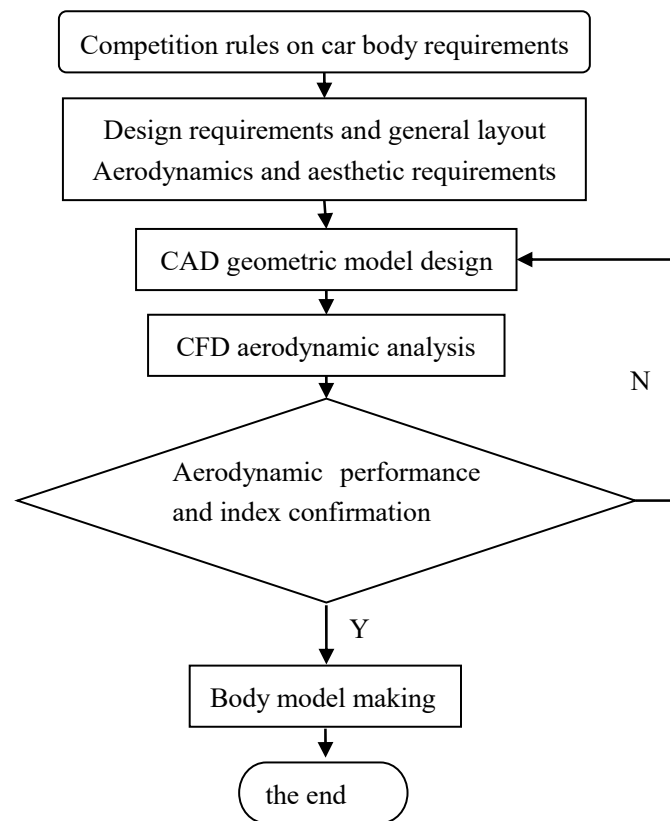 Competition rules on car body requirements
Design requirements and general layout
Aerodynamics and aesthetic requirements
CAD geometric model design
CFD aerodynamic analysis
N
Aerodynamic performance
and index confirmation
Y
Body model making
the end